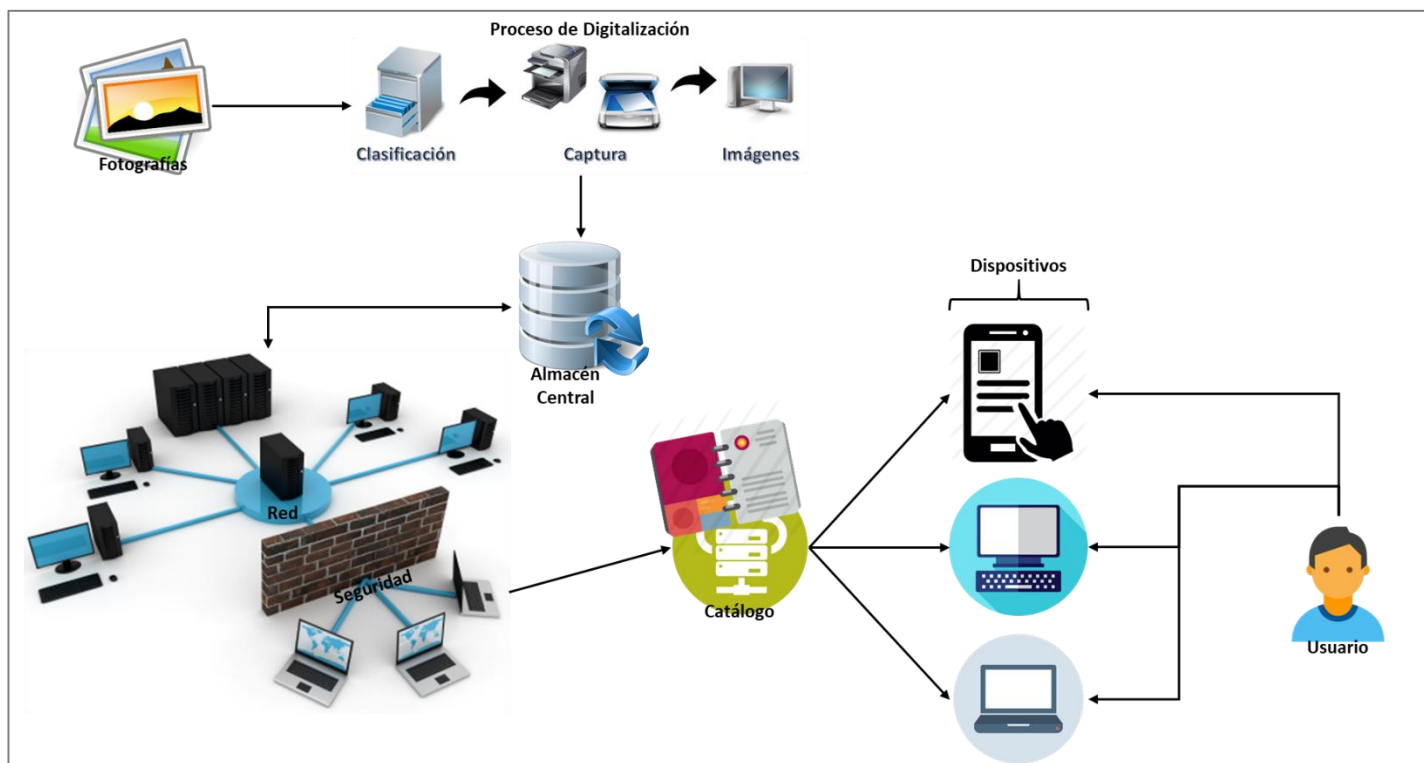 Proceso de Digitalización
Fotografías
Clasificación
Captura
Imágenes
Almacén
Central
Dispositivos
Red
Seguridad
Catálogo
Usuario